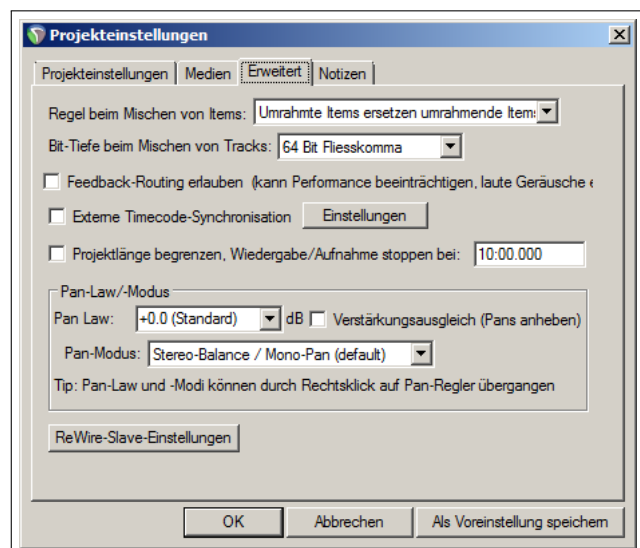 Projekteinstellungen
Projekteinstellungen Medien Erweitert Notizen
Regel beim Mischen von Items: Umrahmte Items ersetzen umrahmende Item
Bit-Tiefe beim Mischen von Tracks: 64 Bit Fliesskomma
Feedback-Routing erlauben (kann Performance beeinträchtigen, laute Geräusche e
Externe Timecode-Synchronisation Einstellungen
Projektlänge begrenzen, Wiedergabe/Aufnahme stoppen bei: 10:00.000
Pan-Law/-Modus
Pan Law: +0.0 (Standard) dB Verstärkungsausgleich (Pans anheben)
Pan-Modus: Stereo-Balance / Mono-Pan (default)
Tip: Pan-Law und -Modi können durch Rechtsklick auf Pan-Regler übergangen
ReWire-Slave-Einstellungen
OK Abbrechen Als Voreinstellung speichern